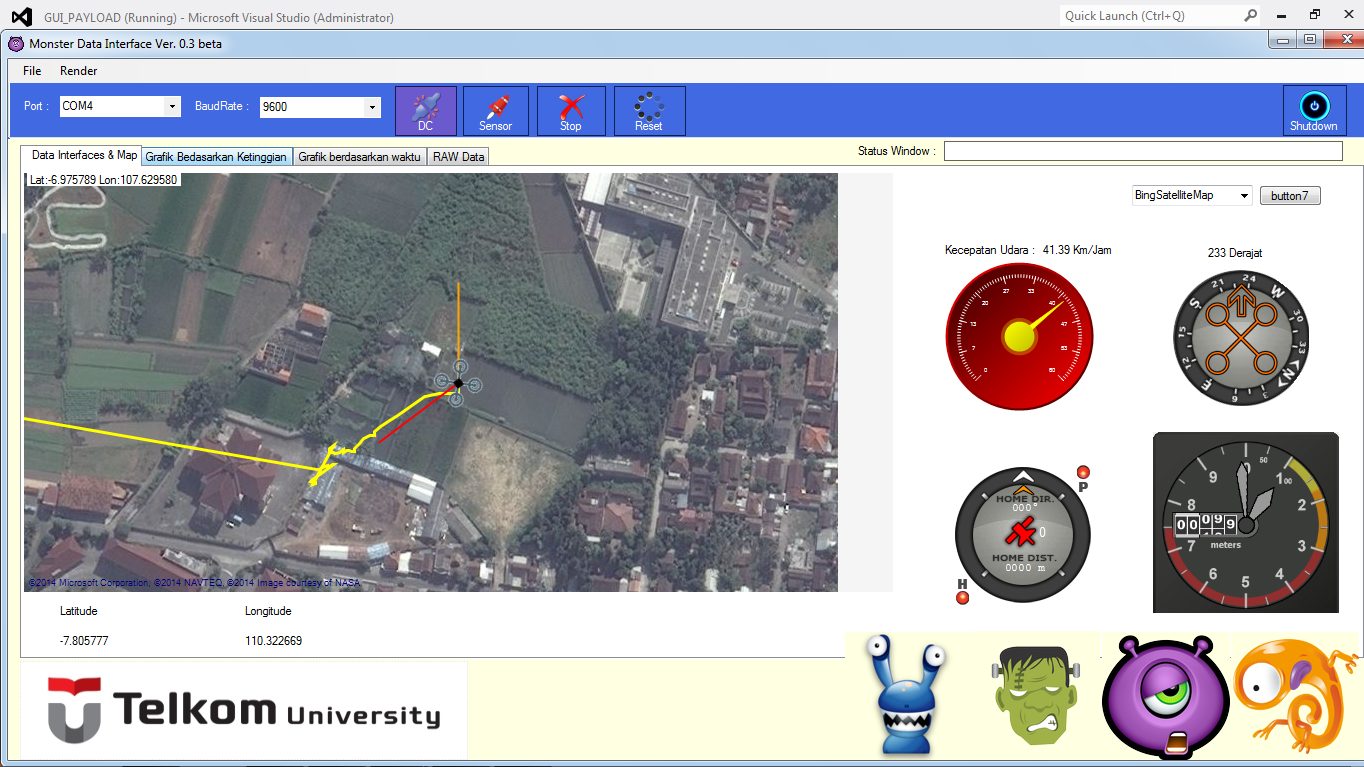 GUI_PAYLOAD (Running) - Microsoft Visual Studio (Administrator)
Quick Launch (Ctrl+Q)
Monster Data Interface Ver. 0.3 beta
File Render
Port : COM4 BaudRate : 9600
DC Sensor Stop Reset Shutdown
Data Interfaces & Map Grafik Bedasarkan Ketinggian Grafik berdasarkan waktu RAW Data
Status Window :
Lat:-6.975789 Lon:107.629580
BingSatelliteMap button7
Kecepatan Udara : 41.39 Km/Jam
233 Derajat
0 7 13 20 27 33 40 47 53 60
S 21 24 W 30 33 N 3 6 E 12 15
HOME DIR.
000°
0
HOME DIST.
0000 m
P
H
0 50 100 2 3 4 5 6 7 8 9
meters
©2014 Microsoft Corporation, ©2014 NAVTEQ, ©2014 Image courtesy of NASA
Latitude Longitude
-7.805777 110.322669
Telkom University